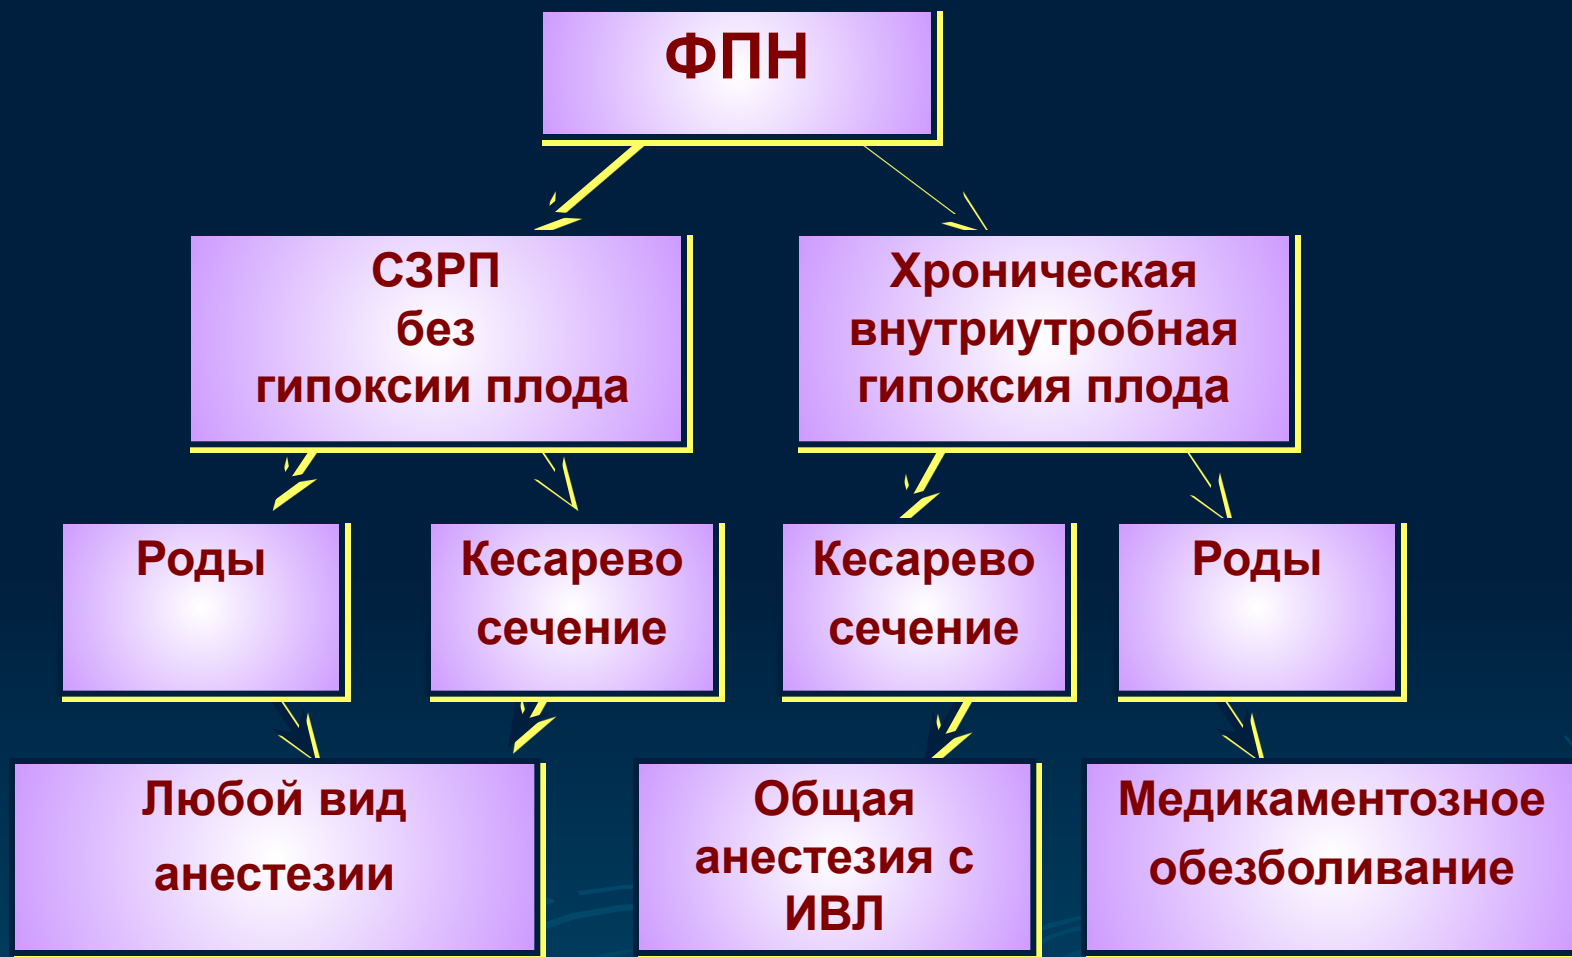 ФПН
СЗРП
без
гипоксии плода
Хроническая
внутриутробная
гипоксия плода
Роды
Кесарево
сечение
Кесарево
сечение
Роды
Любой вид
анестезии
Общая
анестезия с
ИВЛ
Медикаментозное
обезболивание